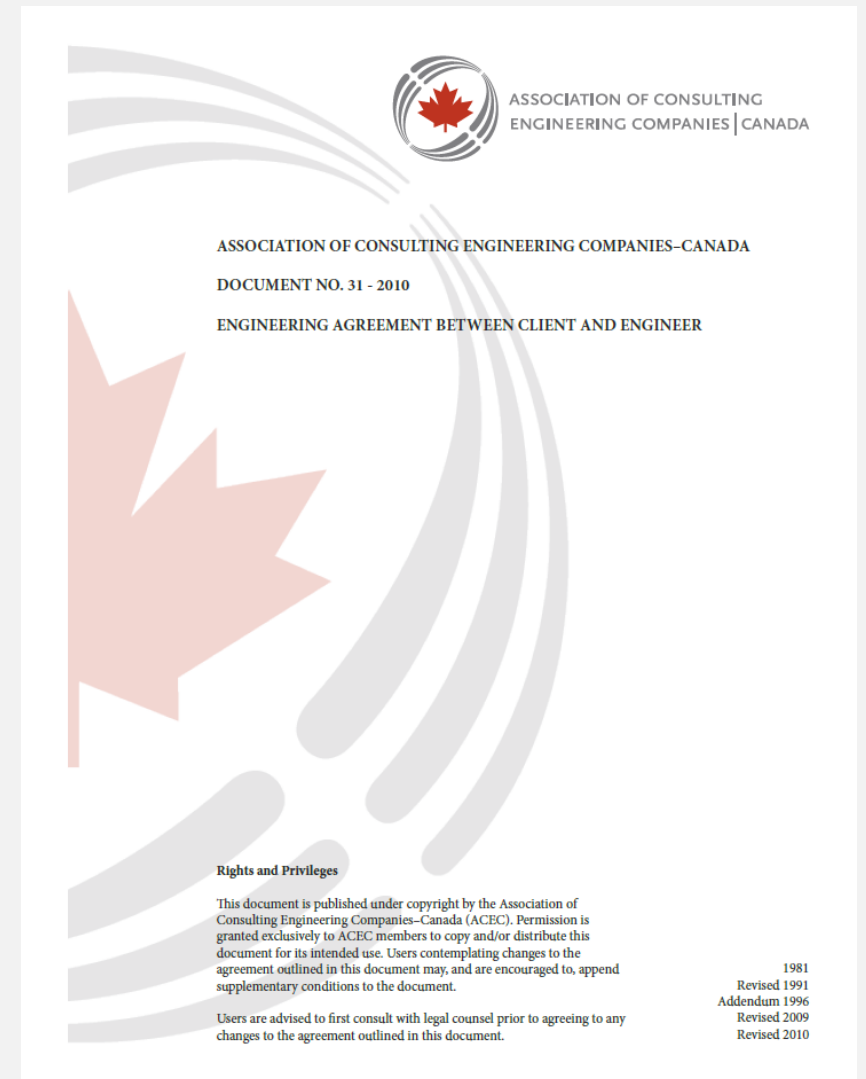 ASSOCIATION OF CONSULTING
ENGINEERING COMPANIES | CANADA
ASSOCIATION OF CONSULTING ENGINEERING COMPANIES–CANADA
DOCUMENT NO. 31 - 2010
ENGINEERING AGREEMENT BETWEEN CLIENT AND ENGINEER
Rights and Privileges
This document is published under copyright by the Association of
Consulting Engineering Companies–Canada (ACEC). Permission is
granted exclusively to ACEC members to copy and/or distribute this
document for its intended use. Users contemplating changes to the
agreement outlined in this document may, and are encouraged to, append
supplementary conditions to the document.
Users are advised to first consult with legal counsel prior to agreeing to any
changes to the agreement outlined in this document.
1981
Revised 1991
Addendum 1996
Revised 2009
Revised 2010